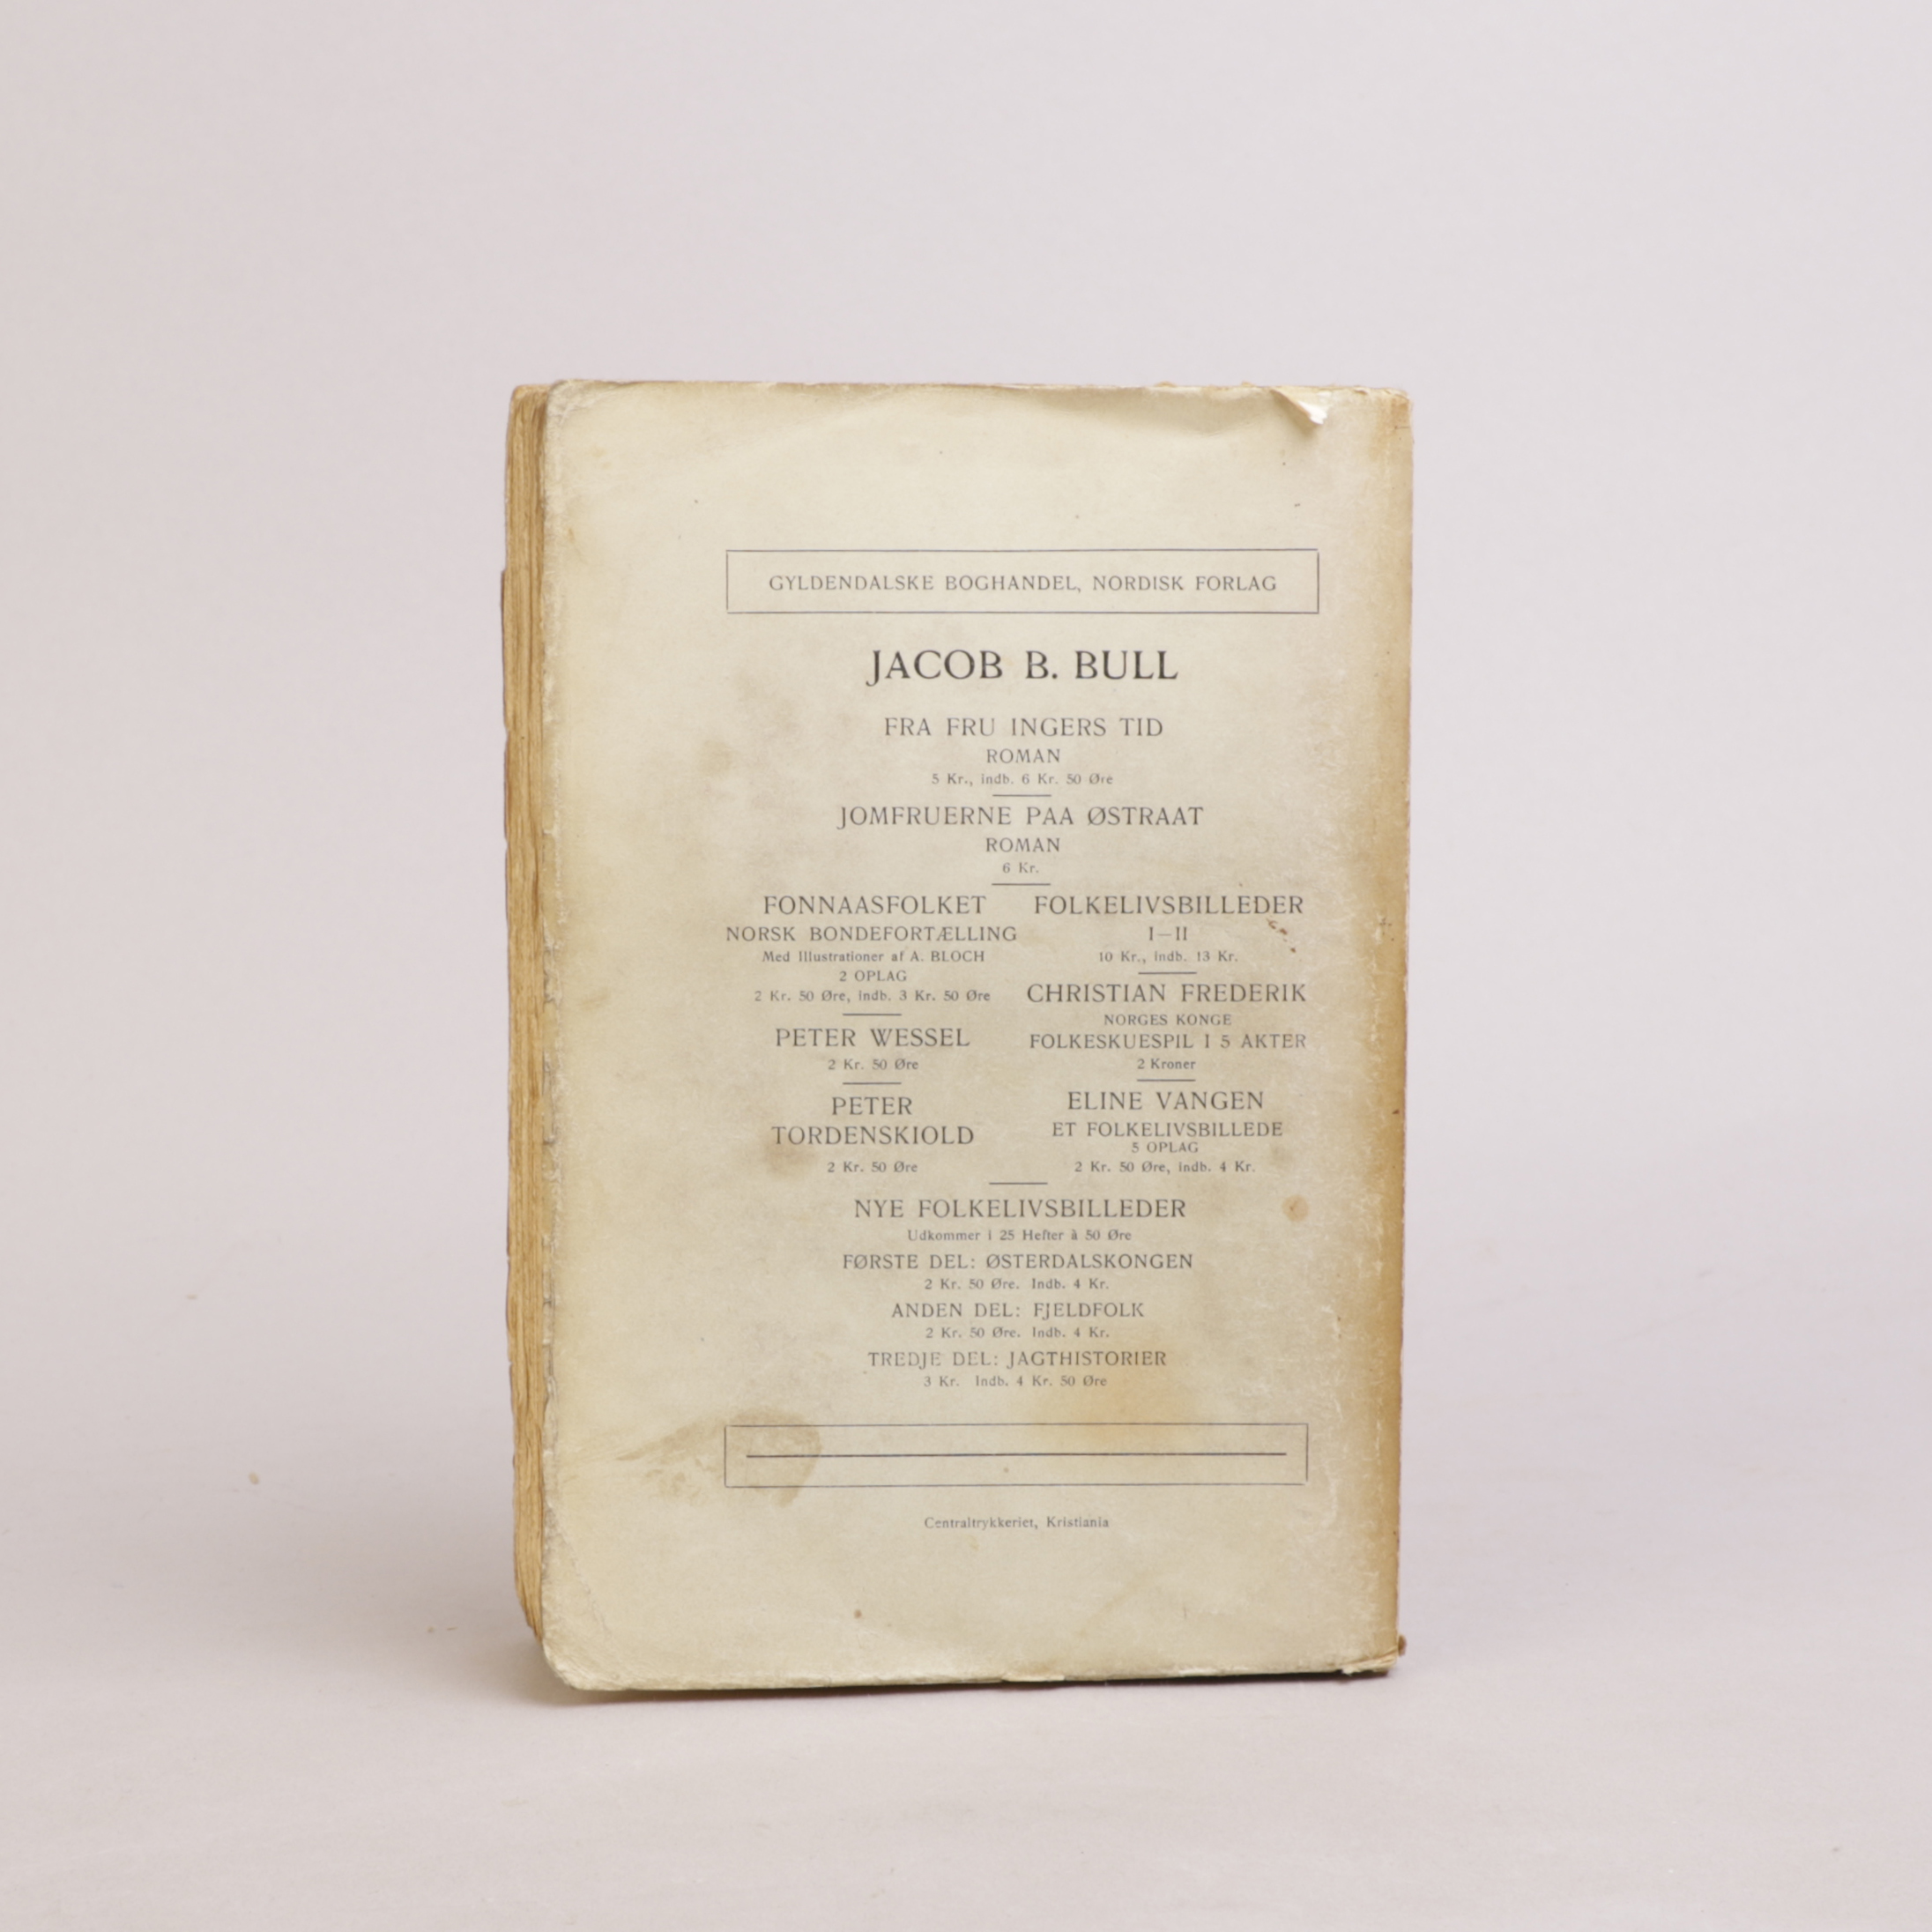 GYLDENDALSKE BOGHANDEL, NORDISK FORLAG
JACOB B. BULL
FRA FRU INGERS TID
ROMAN
5 Kr., indb. 6 Kr. 50 Øre
JOMFRUERNE PAA ØSTRAAT
ROMAN
6 Kr.
FONNAASFOLKET
NORSK BONDEFORTÆLLING
Med Illustrationer af A. BLOCH
2 OPLAG
2 Kr. 50 Øre, indb. 3 Kr. 50 Øre
PETER WESSEL
2 Kr. 50 Øre
PETER
TORDENSKIOLD
2 Kr. 50 Øre
FOLKELIVSBILLEDER
I—II
10 Kr., indb. 13 Kr.
CHRISTIAN FREDERIK
NORGES KONGE
FOLKESKUESPIL I 5 AKTER
2 Kroner
ELINE VANGEN
ET FOLKELIVSBILLEDE
5 OPLAG
2 Kr. 50 Øre, indb. 4 Kr.
NYE FOLKELIVSBILLEDER
Udkommer i 25 Hefter à 50 Øre
FØRSTE DEL: ØSTERDALSKONGEN
2 Kr. 50 Øre. Indb. 4 Kr.
ANDEN DEL: FJELDFOLK
2 Kr. 50 Øre. Indb. 4 Kr.
TREDJE DEL: JAGTHISTORIER
3 Kr. Indb. 4 Kr. 50 Øre
Centraltrykkeriet, Kristiania